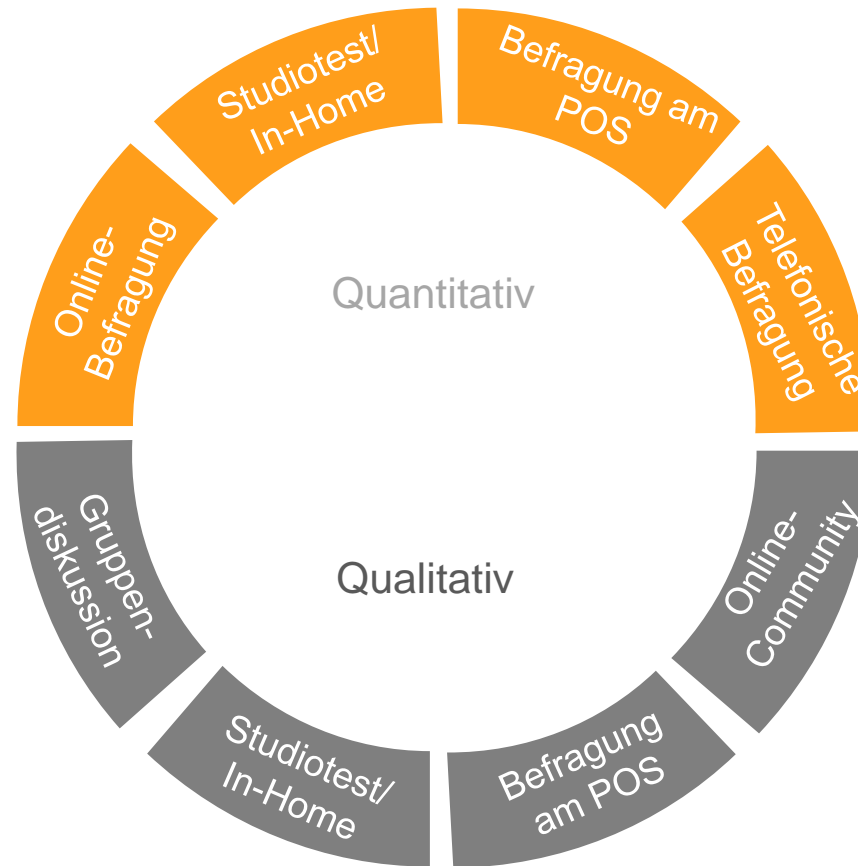 Studiotest/
In-Home
Befragung am
POS
Online-
Befragung
Telefonische
Befragung
Quantitativ
Gruppen-
diskussion
Qualitativ
Online-
Community
Studiotest/
In-Home
Befragung
am POS